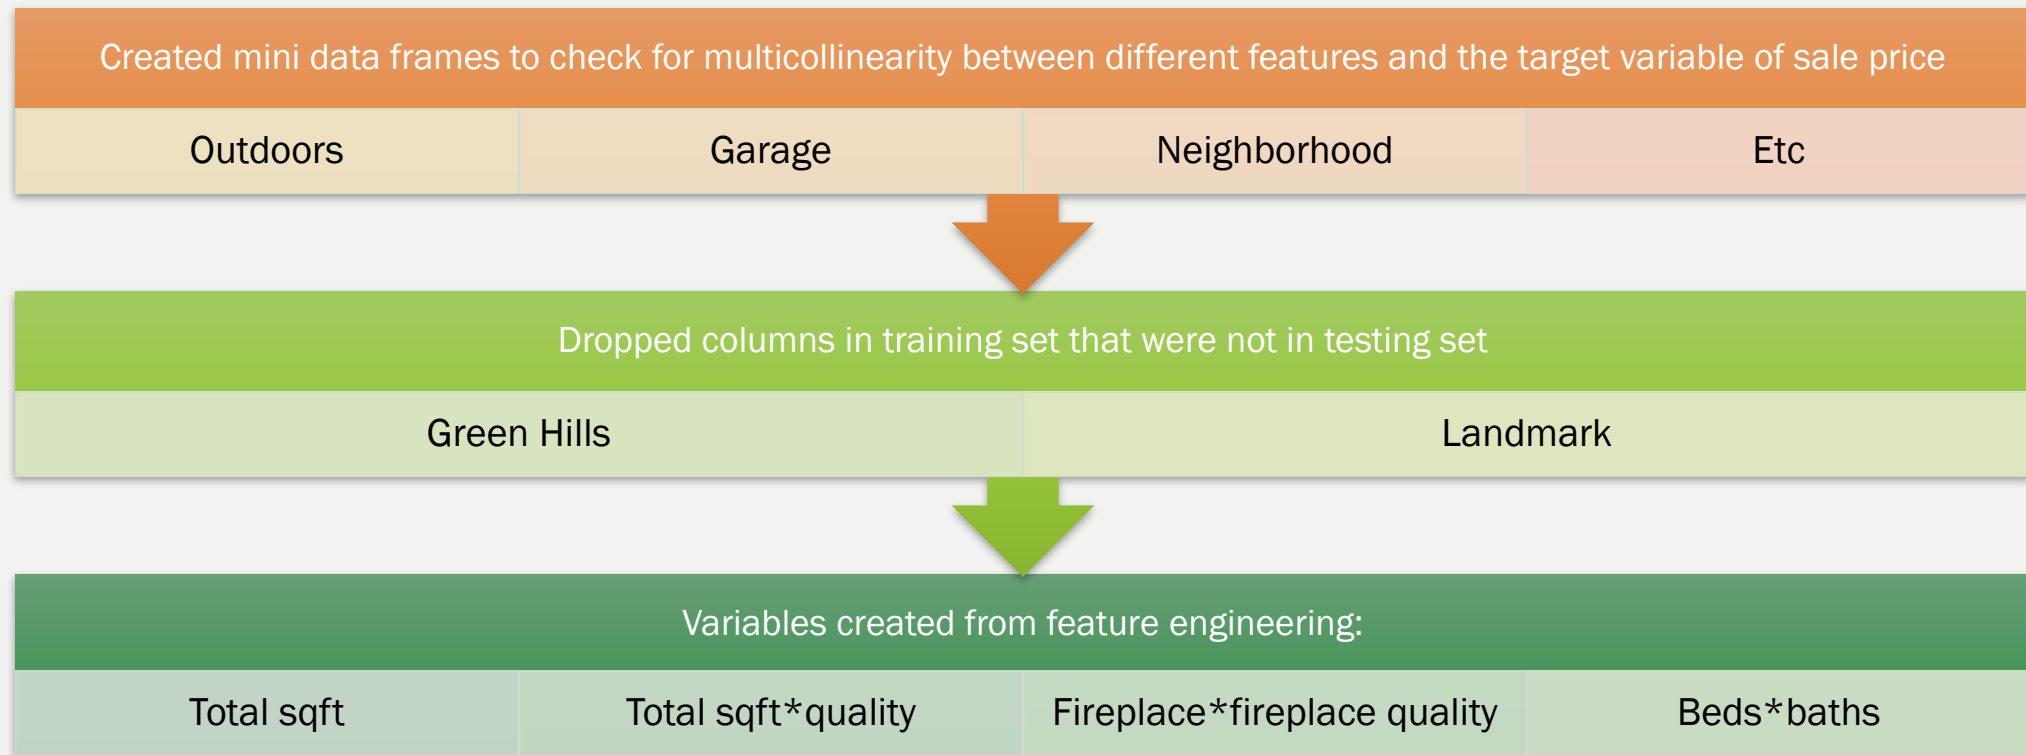 Created mini data frames to check for multicollinearity between different features and the target variable of sale price
Outdoors
Garage
Neighborhood
Etc
Dropped columns in training set that were not in testing set
Green Hills
Landmark
Variables created from feature engineering:
Total sqft
Total sqft*quality
Fireplace*fireplace quality
Beds*baths